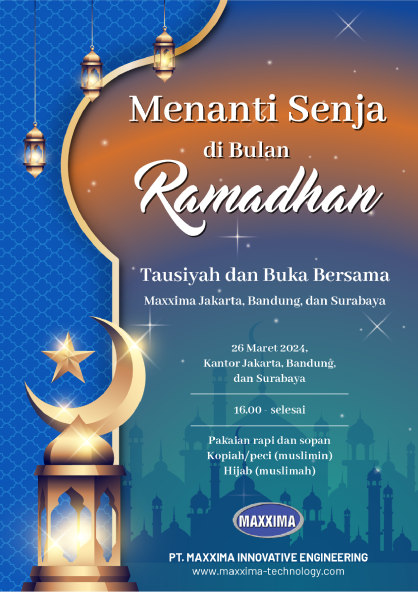 Menanti Senja
di Bulan
Ramadhan
Tausiyah dan Buka Bersama
Maxxima Jakarta, Bandung, dan Surabaya
26 Maret 2024,
Kantor Jakarta, Bandung,
dan Surabaya
16.00 - selesai
Pakaian rapi dan sopan
Kopiah/peci (muslimin)
Hijab (muslimah)
MAXXIMA
PT. MAXXIMA INNOVATIVE ENGINEERING
www.maxxima-technology.com